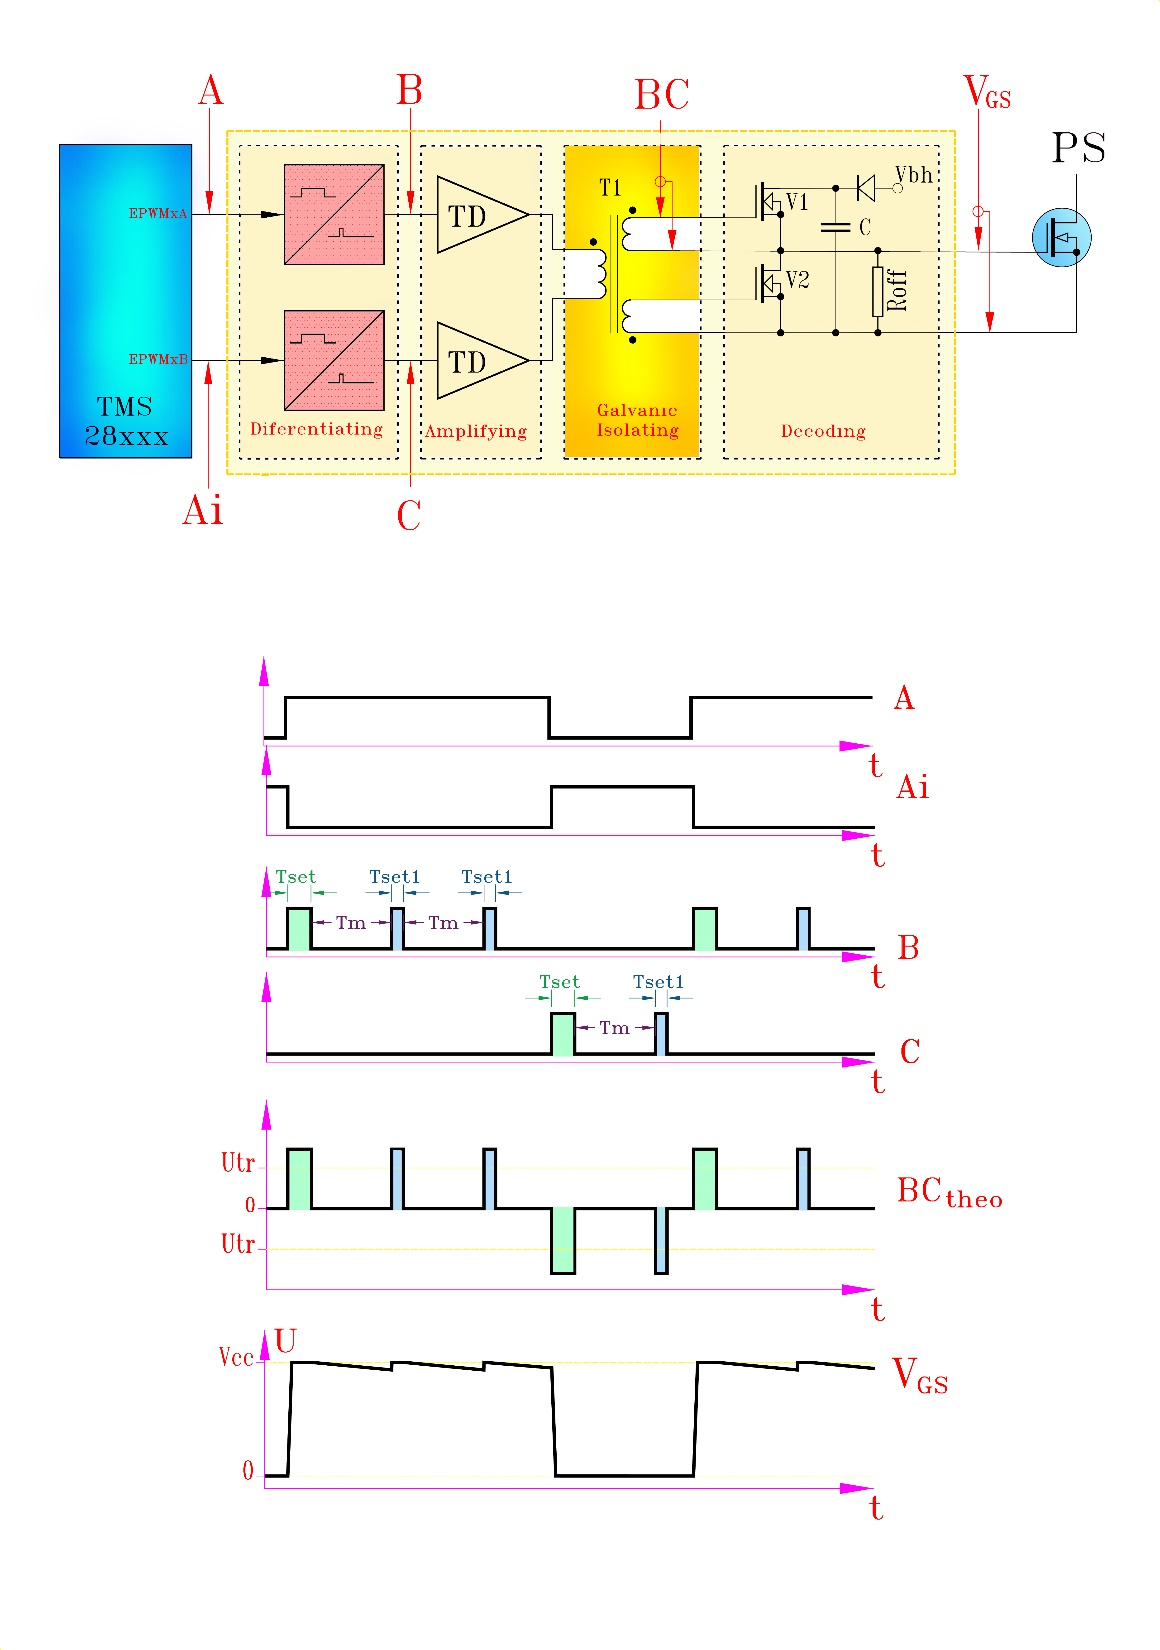 A
B
BC
VGS
PS
EPWMxA
TD
T1
V1
Vbh
C
V2
Roff
EPWMxB
TD
TMS
28xxx
Diferentiating
Amplifying
Galvanic
Isolating
Decoding
Ai
C
A
t
Ai
t
Tset
Tset1
Tset1
Tm
Tm
B
t
Tset
Tset1
Tm
C
t
Utr
0
Utr
BCtheo
t
U
Vcc
VGS
0
t